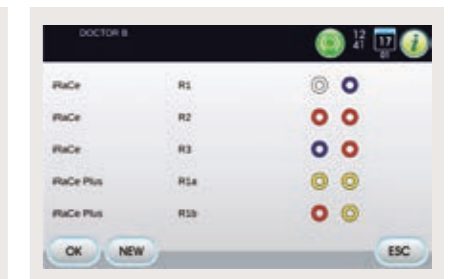 DOCTOR B
12
41
17
01
i
iRaCe R1
iRaCe R2
iRaCe R3
iRaCe Plus R1a
iRaCe Plus R1b
OK NEW ESC